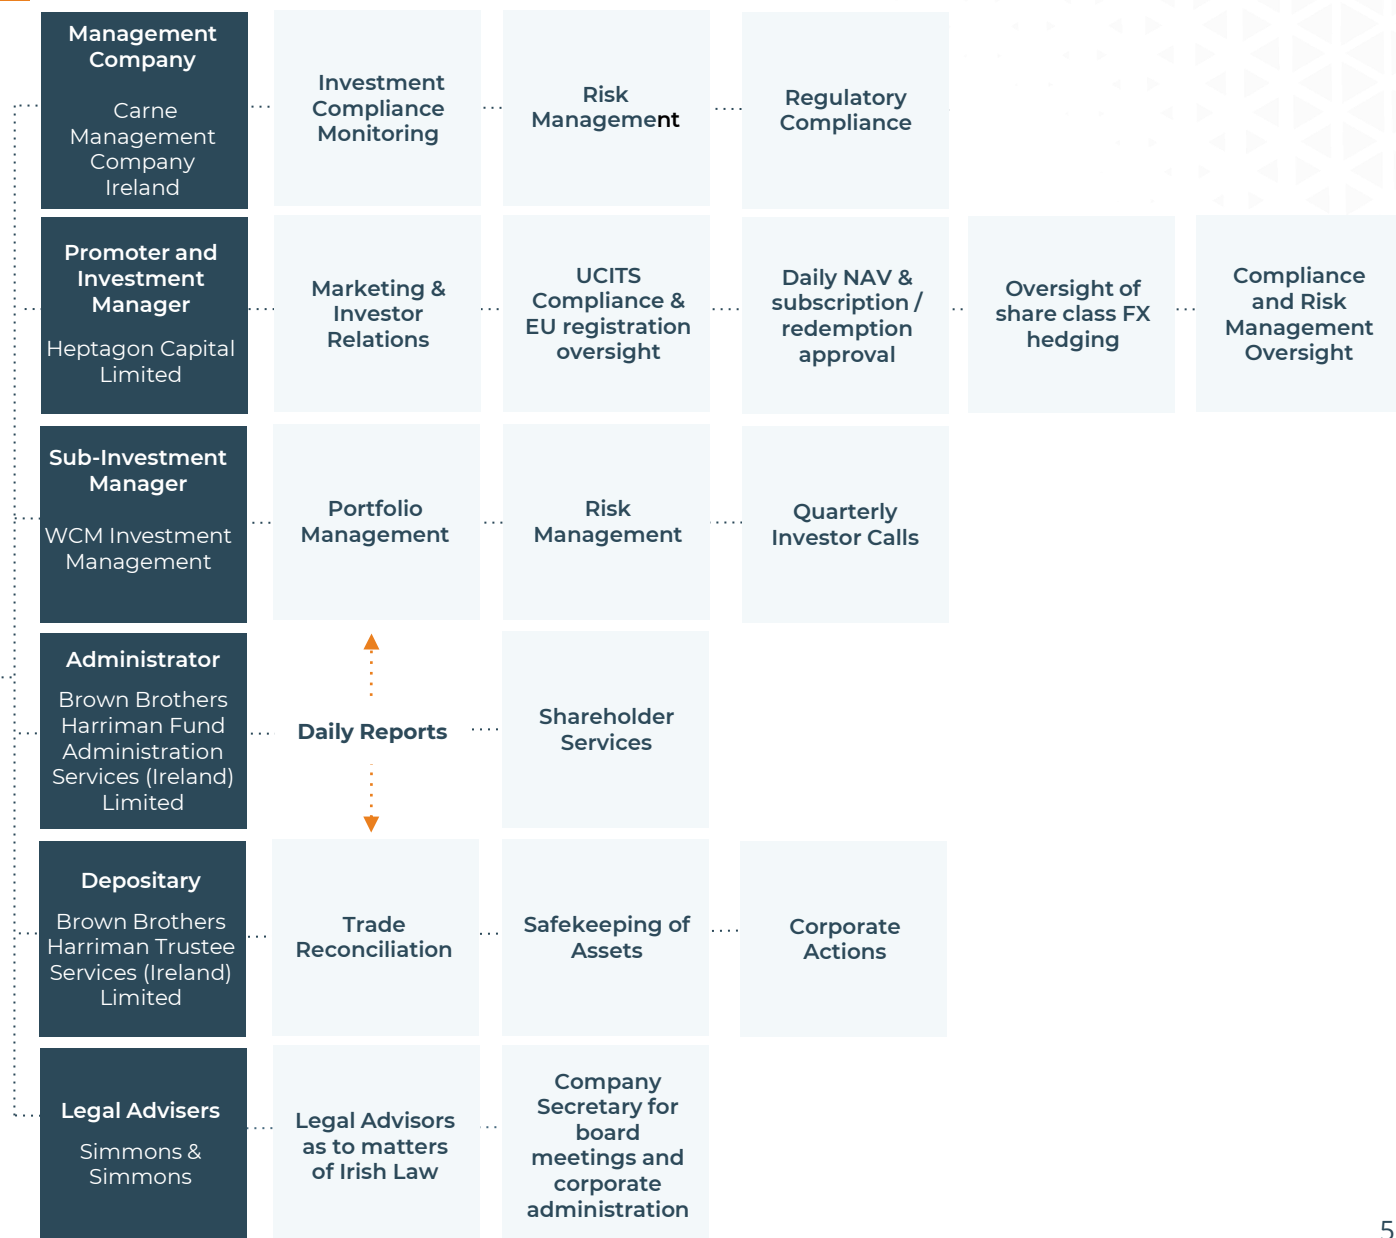 Management
Company
Carne
Management
Company
Ireland
Investment
Compliance
Monitoring
Risk
Management
Regulatory
Compliance
Promoter and
Investment
Manager
Heptagon Capital
Limited
Marketing &
Investor
Relations
UCITS
Compliance &
EU registration
oversight
Daily NAV &
subscription /
redemption
approval
Oversight of
share class FX
hedging
Compliance
and Risk
Management
Oversight
Sub-Investment
Manager
WCM Investment
Management
Portfolio
Management
Risk
Management
Quarterly
Investor Calls
Administrator
Brown Brothers
Harriman Fund
Administration
Services (Ireland)
Limited
Daily Reports
Shareholder
Services
Depositary
Brown Brothers
Harriman Trustee
Services (Ireland)
Limited
Trade
Reconciliation
Safekeeping of
Assets
Corporate
Actions
Legal Advisers
Simmons &
Simmons
Legal Advisors
as to matters
of Irish Law
Company
Secretary for
board
meetings and
corporate
administration
5